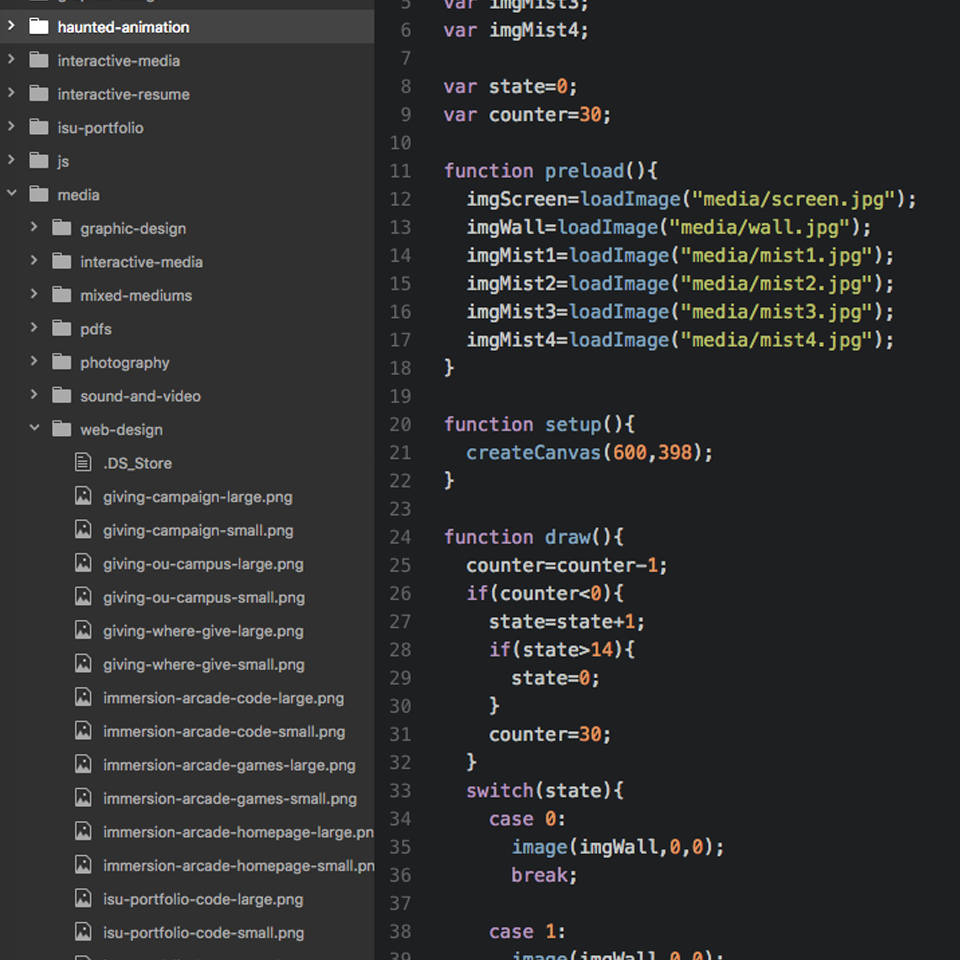 haunted-animation
interactive-media
interactive-resume
isu-portfolio
js
media
graphic-design
interactive-media
mixed-mediums
pdfs
photography
sound-and-video
web-design
.DS_Store
giving-campaign-large.png
giving-campaign-small.png
giving-ou-campus-large.png
giving-ou-campus-small.png
giving-where-give-large.png
giving-where-give-small.png
immersion-arcade-code-large.png
immersion-arcade-code-small.png
immersion-arcade-games-large.png
immersion-arcade-games-small.png
immersion-arcade-homepage-large.pn
immersion-arcade-homepage-small.pn
isu-portfolio-code-large.png
isu-portfolio-code-small.png
5 var imgMist3;
6 var imgMist4;
7
8 var state=0;
9 var counter=30;
10
11 function preload(){
12 imgScreen=loadImage("media/screen.jpg");
13 imgWall=loadImage("media/wall.jpg");
14 imgMist1=loadImage("media/mist1.jpg");
15 imgMist2=loadImage("media/mist2.jpg");
16 imgMist3=loadImage("media/mist3.jpg");
17 imgMist4=loadImage("media/mist4.jpg");
18 }
19
20 function setup(){
21 createCanvas(600,398);
22 }
23
24 function draw(){
25 counter=counter-1;
26 if(counter<0){
27 state=state+1;
28 if(state>14){
29 state=0;
30 }
31 counter=30;
32 }
33 switch(state){
34 case 0:
35 image(imgWall,0,0);
36 break;
37
38 case 1:
39 image(imgWall,0,0);